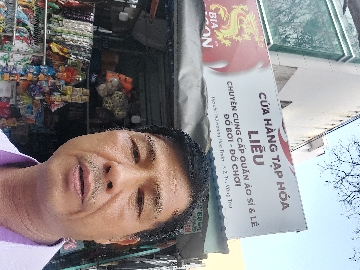 BIA
CỬA HÀNG TẠP HÓA
LIỄU
CHUYÊN CUNG CẤP QUẦN ÁO SỈ & LẺ
ĐỒ BƠI - ĐỒ CHƠI